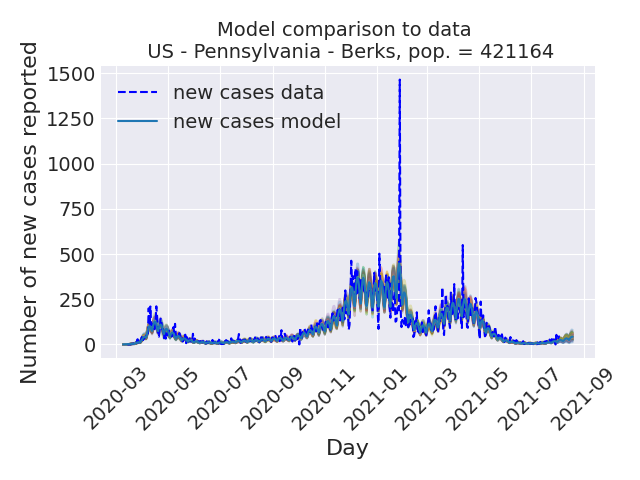 Model comparison to data
US - Pennsylvania - Berks, pop. = 421164
Number of new cases reported
1500
1250
1000
750
500
250
0
new cases data
new cases model
2020-03
2020-05
2020-07
2020-09
2020-11
2021-01
2021-03
2021-05
2021-07
2021-09
Day